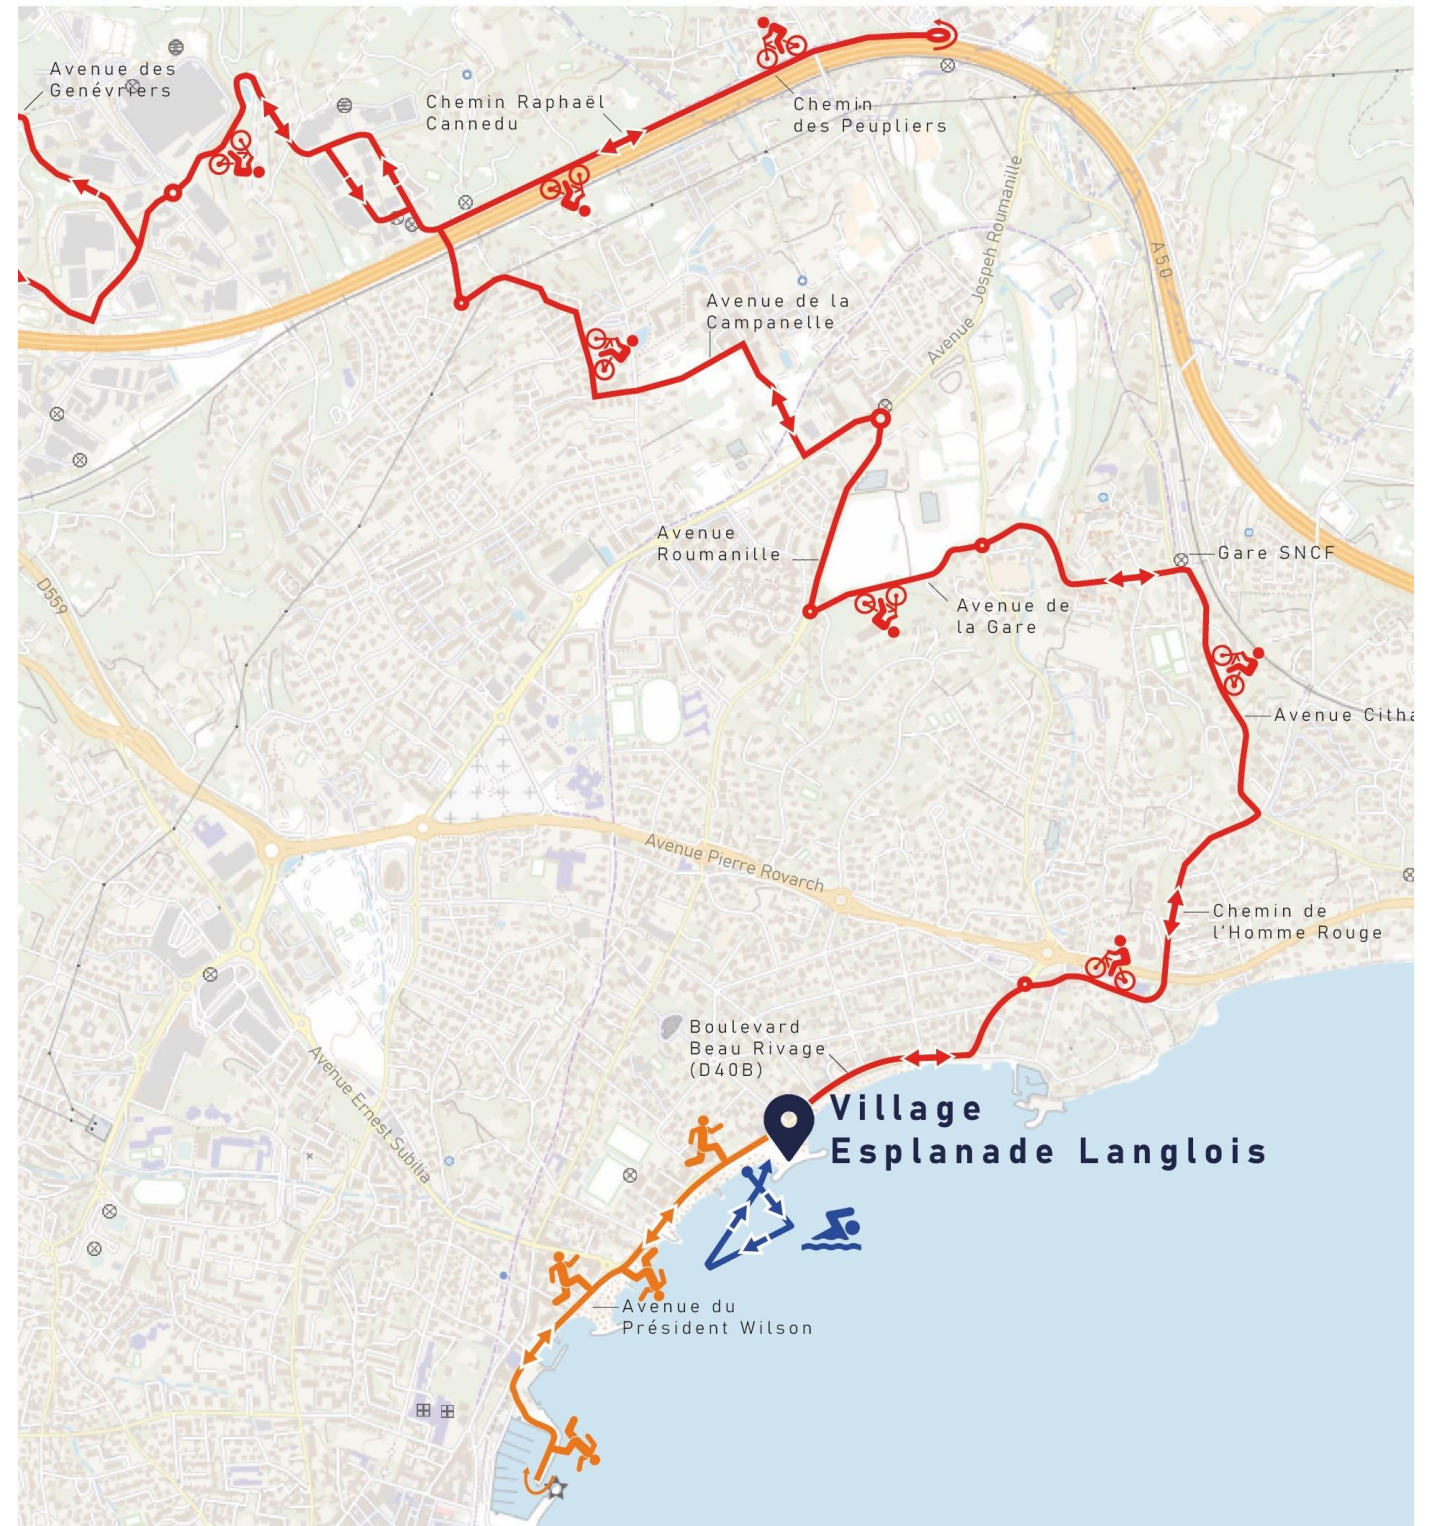 Avenue des
Genévriers
Chemin Raphaël
Cannedu
Chemin
des Peupliers
Avenue Jospeh Roumanille
A50
Avenue de la
Campanelle
Avenue
Roumanille
Gare SNCF
Avenue de
la Gare
D559
Avenue Citha
Avenue Pierre Rovarch
Chemin de
l'Homme Rouge
Boulevard
Beau Rivage
(D40B)
Avenue Ernest Subilia
Village
Esplanade Langlois
Avenue du
Président Wilson